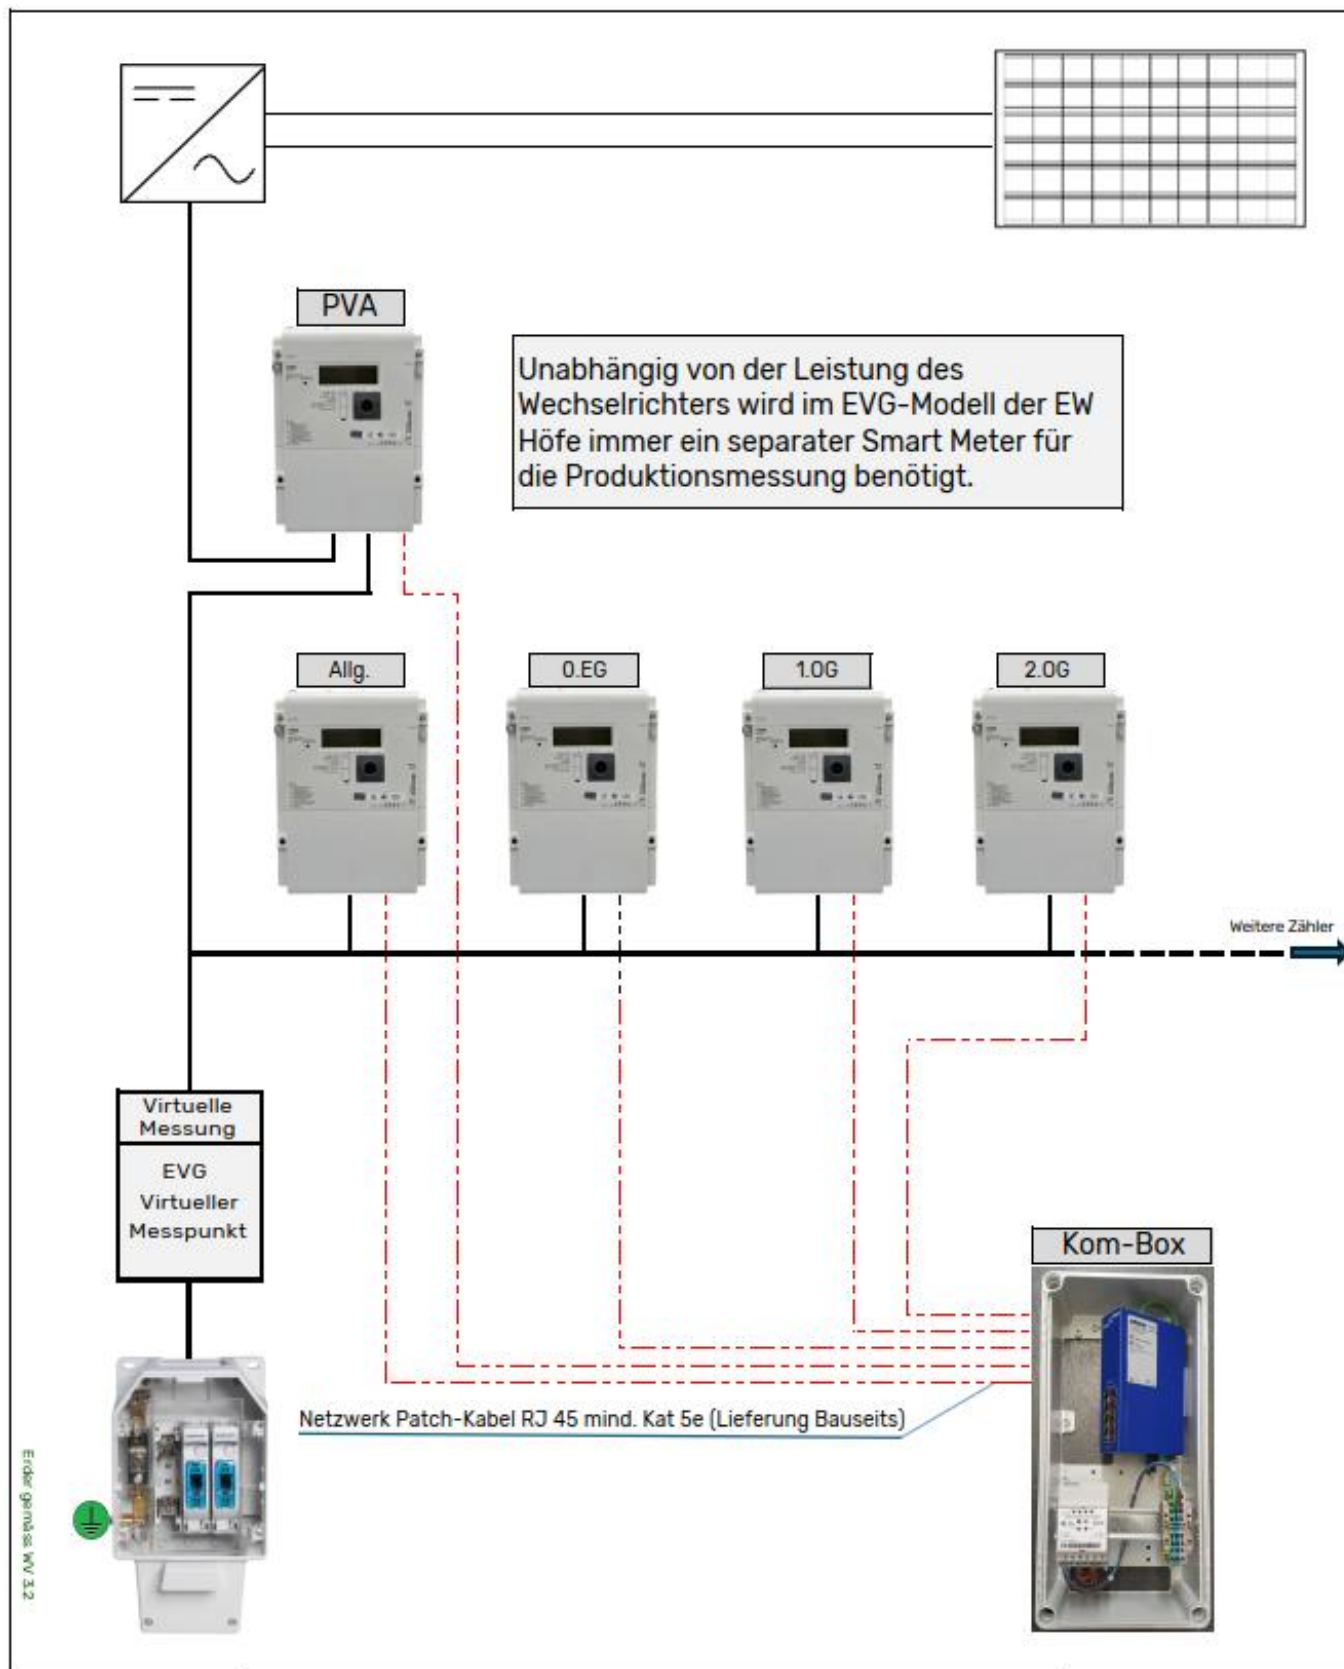 PVA
Unabhängig von der Leistung des
Wechselrichters wird im EVG-Modell der EW
Höfe immer ein separater Smart Meter für
die Produktionsmessung benötigt.
Allg.
0.EG
1.OG
2.OG
Weitere Zähler
Virtuelle
Messung
EVG
Virtueller
Messpunkt
Kom-Box
Netzwerk Patch-Kabel RJ 45 mind. Kat 5e (Lieferung Bauseits)
Erder gemäss WV 3.2